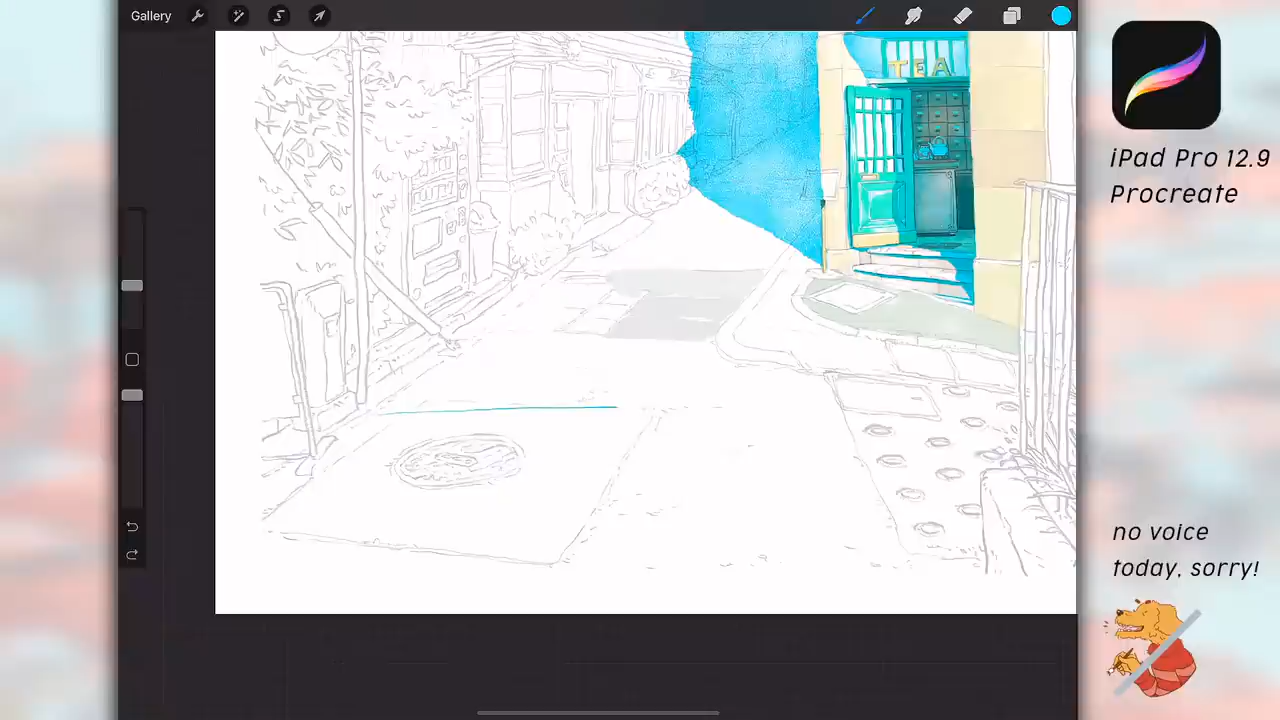 Gallery
TEA
iPad Pro 12.9
Procreate
no voice
today, sorry!